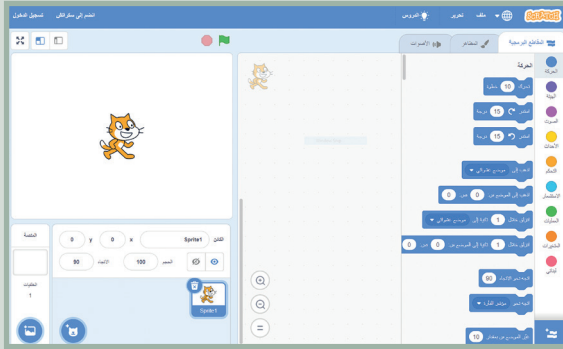 SCRATCH
ملف
تحرير
الدروس
انضم إلى سكراتش
تسجيل الدخول
المقاطع البرمجية
المظاهر
الأصوات
الحركة
الحركة
الهيئة
الصوت
الأحداث
التحكم
الاستشعار
العمليات
المتغيرات
لبناتي
تحرك 10 خطوة
استدر 15 درجة
استدر 15 درجة
اذهب إلى موضع عشوائي
اذهب إلى الموضع س: 0 ص: 0
انزلق خلال 1 ثانية إلى موضع عشوائي
انزلق خلال 1 ثانية إلى الموضع س: 0 ص: 0
اتجه نحو الاتجاه 90
اتجه نحو مؤشر الفأرة
غيّر الموضع س بمقدار 10
الكائن Sprite1 x 0 y 0
الحجم 100 الاتجاه 90
Sprite1
المنصة
الخلفيات
1